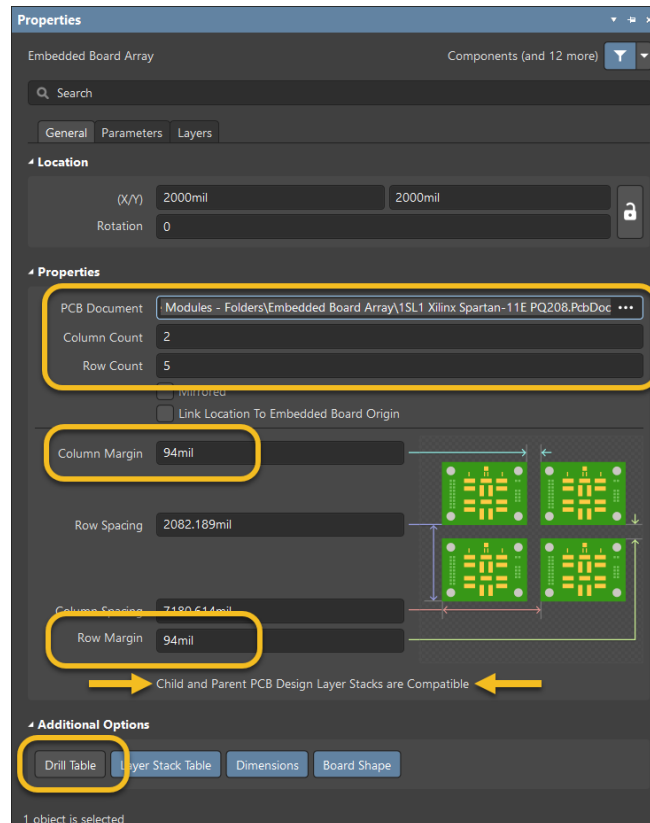 Properties
Embedded Board Array Components (and 12 more)
Search
General Parameters Layers
Location
(X/Y) 2000mil 2000mil
Rotation 0
Properties
PCB Document Modules - Folders\Embedded Board Array\1SL1 Xilinx Spartan-11E PQ208.PcbDoc ...
Column Count 2
Row Count 5
Mirrored
Link Location To Embedded Board Origin
Column Margin 94mil
Row Spacing 2082.189mil
Column Spacing 7180.614mil
Row Margin 94mil
Child and Parent PCB Design Layer Stacks are Compatible
Additional Options
Drill Table Layer Stack Table Dimensions Board Shape
1 object is selected